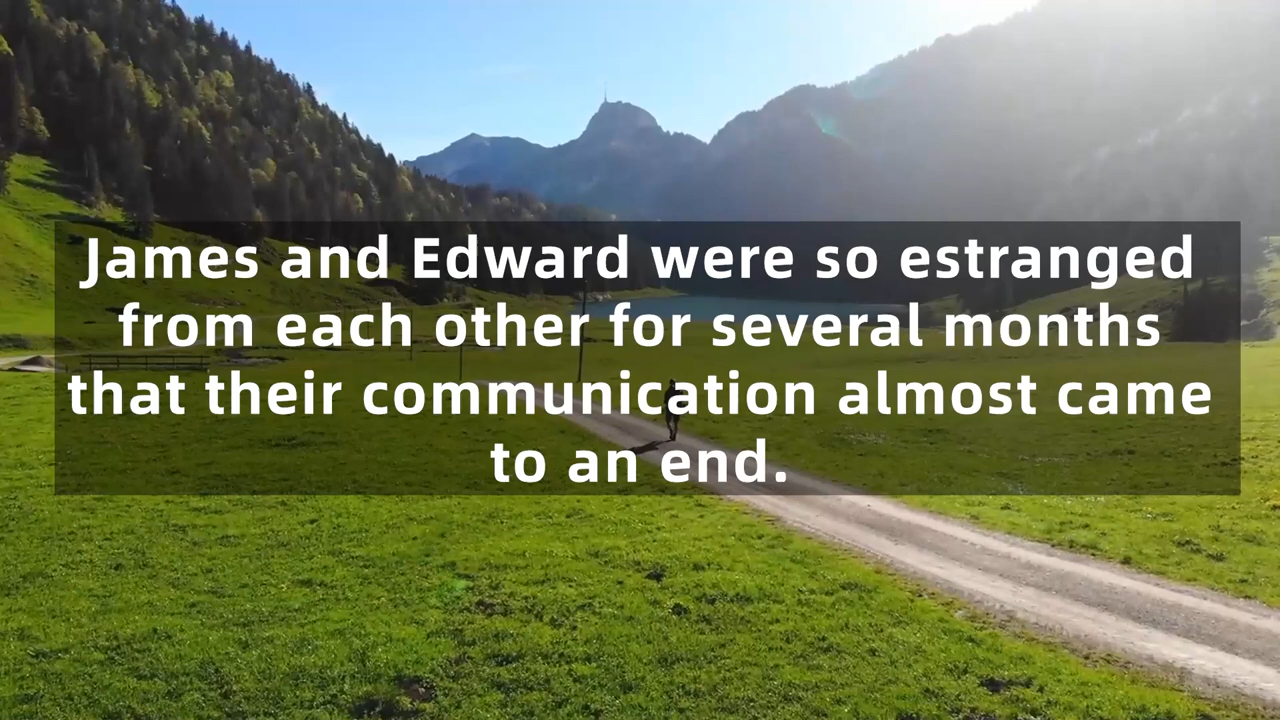 James and Edward were so estranged
from each other for several months
that their communication almost came
to an end.